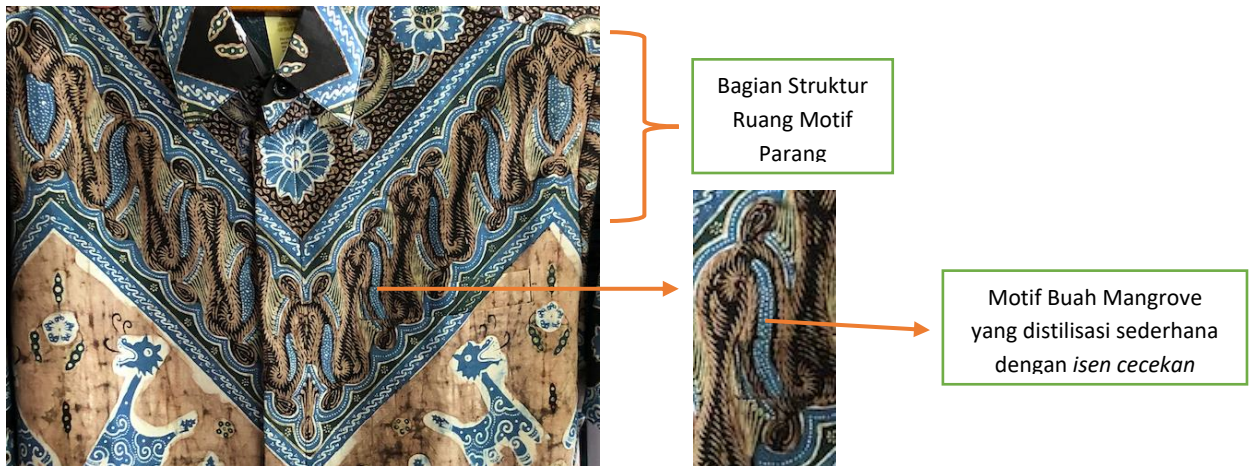 Bagian Struktur
Ruang Motif
Parang
Motif Buah Mangrove
yang distilisasi sederhana
dengan isen cecekan